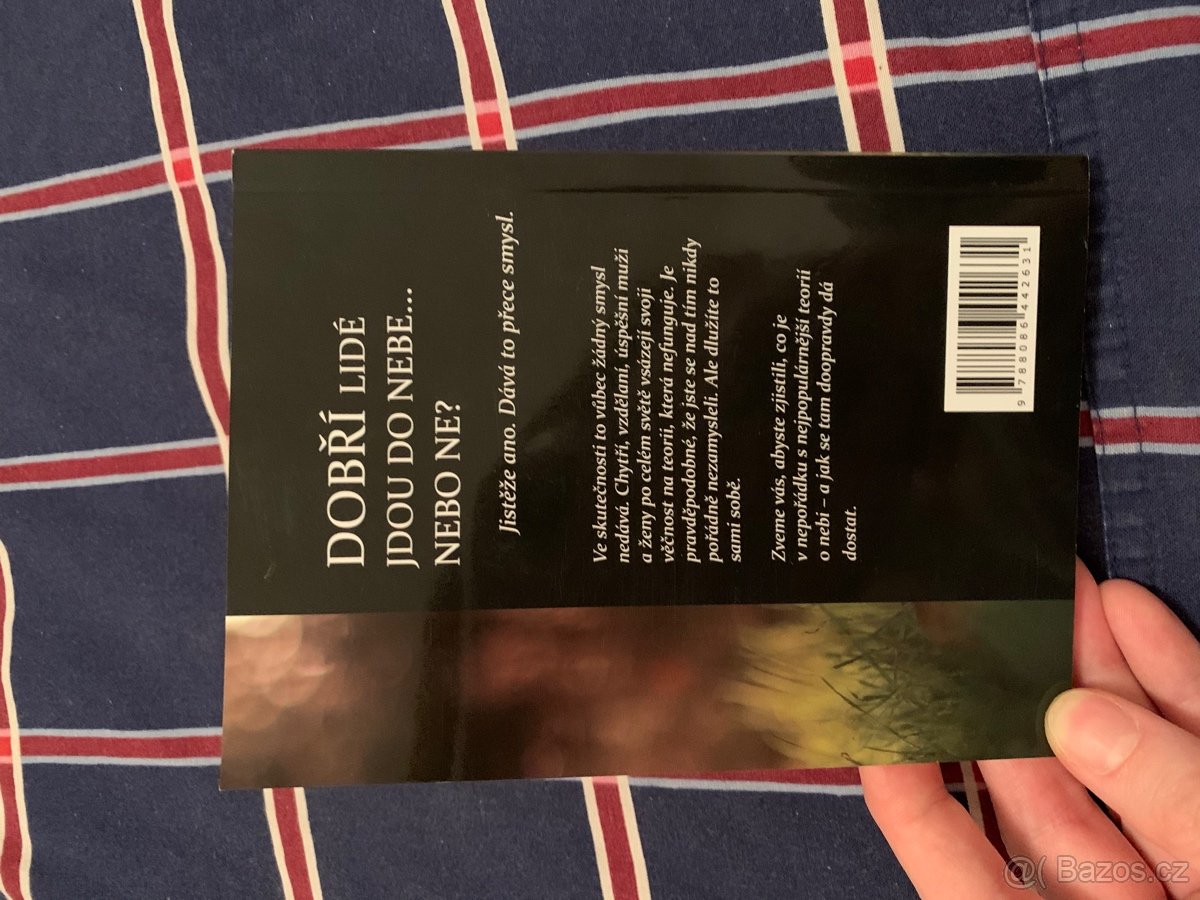 DOBŘÍ LIDÉ
JDOU DO NEBE...
NEBO NE?
Jistěže ano. Dává to přece smysl.
Ve skutečnosti to vůbec žádný smysl
nedává. Chytří, vzdělaní, úspěšní muži
a ženy po celém světě vsázejí svoji
věčnost na teorii, která nefunguje. Je
pravděpodobné, že jste se nad tím nikdy
pořádně nezamysleli. Ale dlužíte to
sami sobě.
Zveme vás, abyste zjistili, co je
v nepořádku s nejpopulárnější teorií
o nebi – a jak se tam doopravdy dá
dostat.
9 788086 442631
@( Bazos.cz